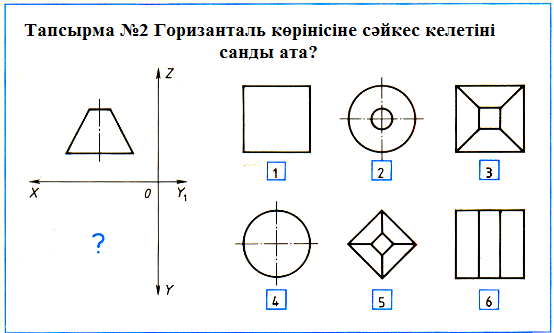 Тапсырма №2 Горизанталь көрінісіне сәйкес келетіні
санды ата?
Z
X
0
Y₁
?
Y
1
2
3
4
5
6